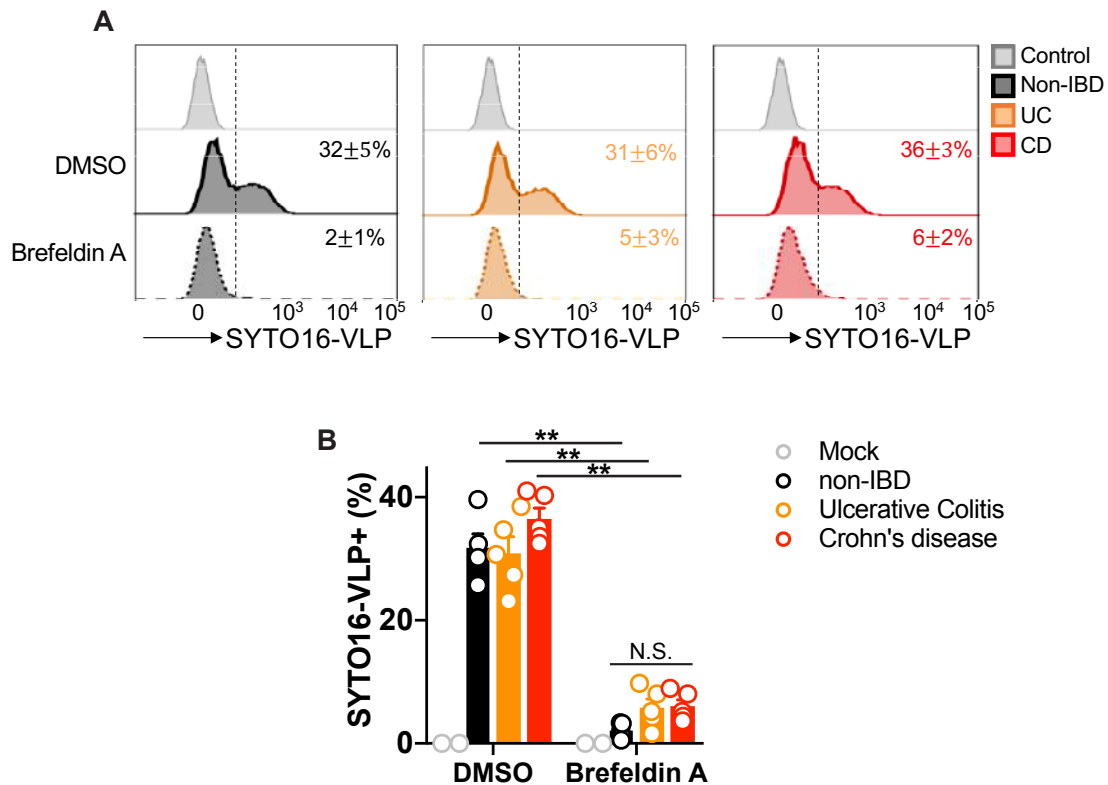 A
Control
Non-IBD
UC
CD
DMSO
32±5%
31±6%
36±3%
Brefeldin A
2±1%
5±3%
6±2%
0 10³ 10⁴ 10⁵
0 10³ 10⁴ 10⁵
0 10³ 10⁴ 10⁵
SYTO16-VLP
SYTO16-VLP
SYTO16-VLP
B
**
**
**
Mock
non-IBD
Ulcerative Colitis
Crohn's disease
SYTO16-VLP+ (%)
40
20
0
N.S.
DMSO
Brefeldin A